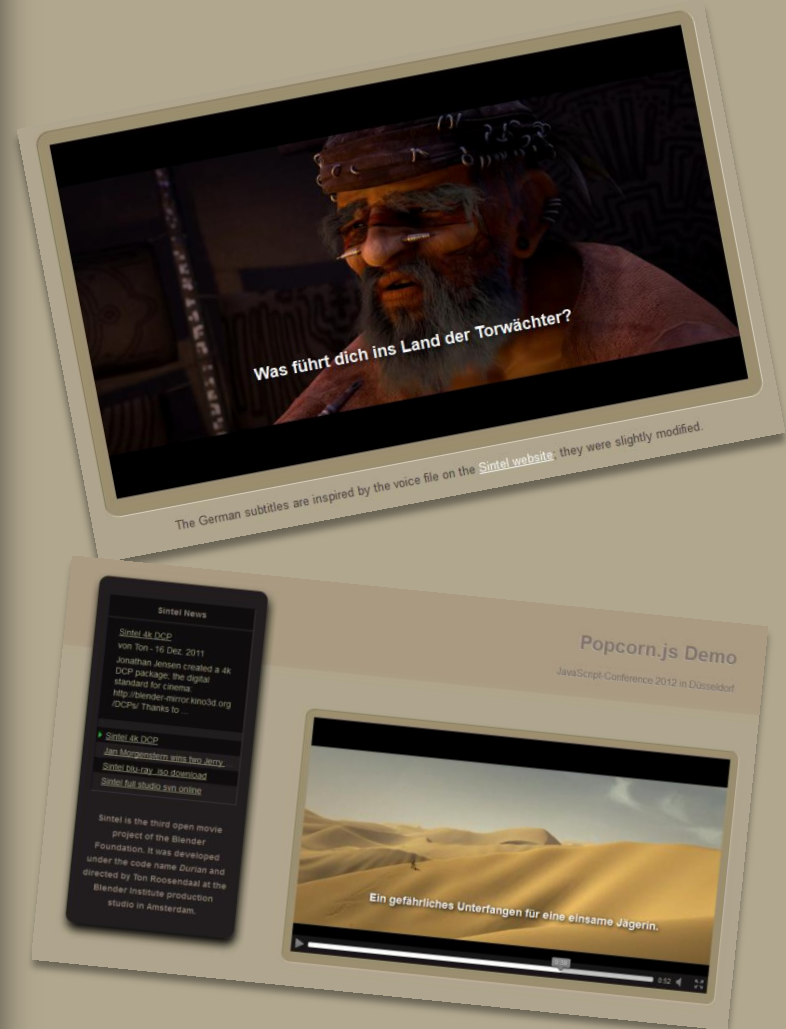 Was führt dich ins Land der Torwächter?
The German subtitles are inspired by the voice file on the Sintel website; they were slightly modified.
Sintel News
Sintel 4k DCP
von Ton - 16 Dez. 2011
Jonathan Jensen created a 4k
DCP package; the digital
standard for cinema:
http://blender-mirror.kino3d.org
/DCPs/ Thanks to ...
Sintel 4k DCP
Jan Morgenstern wins two Jerry
Sintel blu-ray .iso download
Sintel full studio svn online
Sintel is the third open movie
project of the Blender
Foundation. It was developed
under the code name Durian and
directed by Ton Roosendaal at the
Blender Institute production
studio in Amsterdam.
Popcorn.js Demo
JavaScript-Conference 2012 in Düsseldorf
Ein gefährliches Unterfangen für eine einsame Jägerin.
0:52